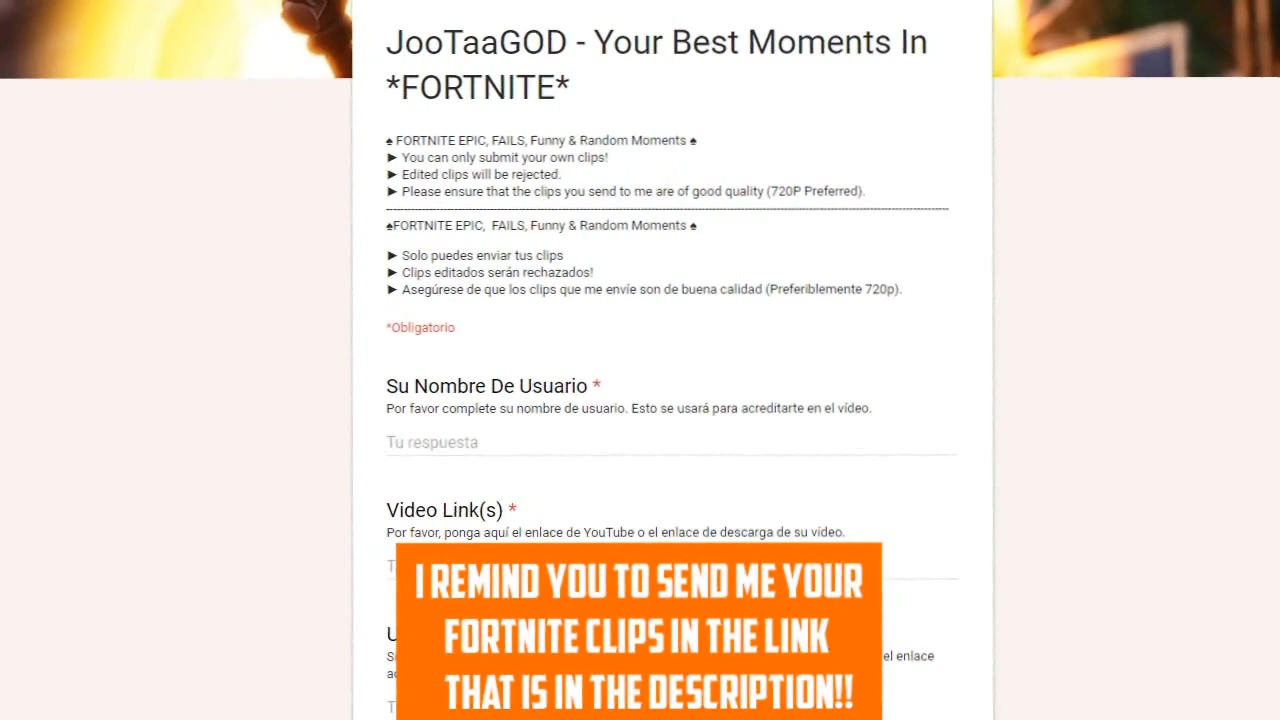 JooTaaGOD - Your Best Moments In
*FORTNITE*
♠ FORTNITE EPIC, FAILS, Funny & Random Moments ♠
► You can only submit your own clips!
► Edited clips will be rejected.
► Please ensure that the clips you send to me are of good quality (720P Preferred).
♠FORTNITE EPIC, FAILS, Funny & Random Moments ♠
► Solo puedes enviar tus clips
► Clips editados serán rechazados!
► Asegúrese de que los clips que me envíe son de buena calidad (Preferiblemente 720p).
*Obligatorio
Su Nombre De Usuario *
Por favor complete su nombre de usuario. Esto se usará para acreditarte en el vídeo.
Tu respuesta
Video Link(s) *
Por favor, ponga aquí el enlace de YouTube o el enlace de descarga de su vídeo.
I REMIND YOU TO SEND ME YOUR
FORTNITE CLIPS IN THE LINK
THAT IS IN THE DESCRIPTION!!
el enlace